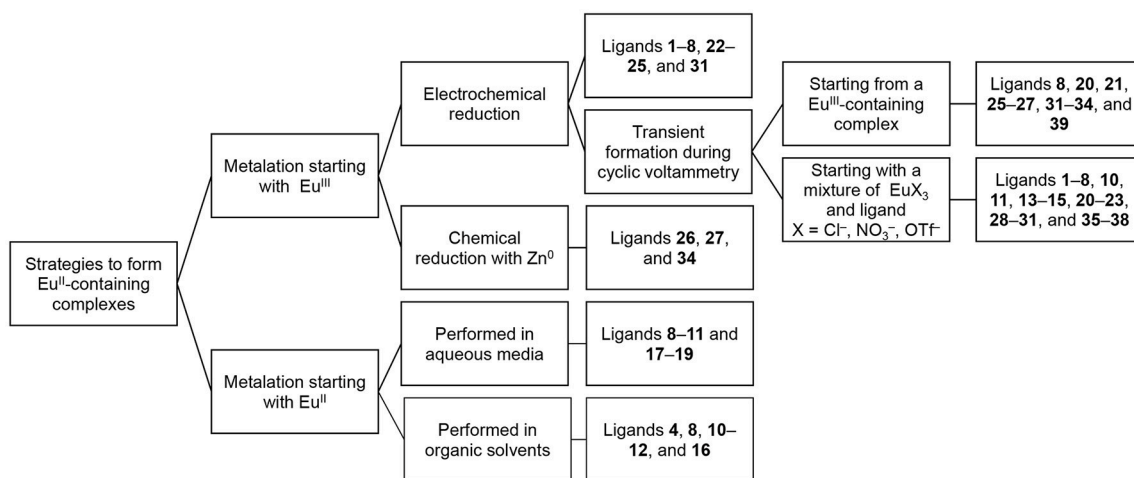 Strategies to form
Eu^II-containing
complexes
Metalation starting
with Eu^III
Electrochemical
reduction
Ligands 1–8, 22–
25, and 31
Transient
formation during
cyclic voltammetry
Starting from a
Eu^III-containing
complex
Ligands 8, 20, 21,
25–27, 31–34, and
39
Starting with a
mixture of EuX₃
and ligand
X = Cl⁻, NO₃⁻, OTf⁻
Ligands 1–8, 10,
11, 13–15, 20–23,
28–31, and 35–38
Chemical
reduction with Zn⁰
Ligands 26, 27,
and 34
Metalation starting
with Eu^II
Performed in
aqueous media
Ligands 8–11 and
17–19
Performed in
organic solvents
Ligands 4, 8, 10–
12, and 16